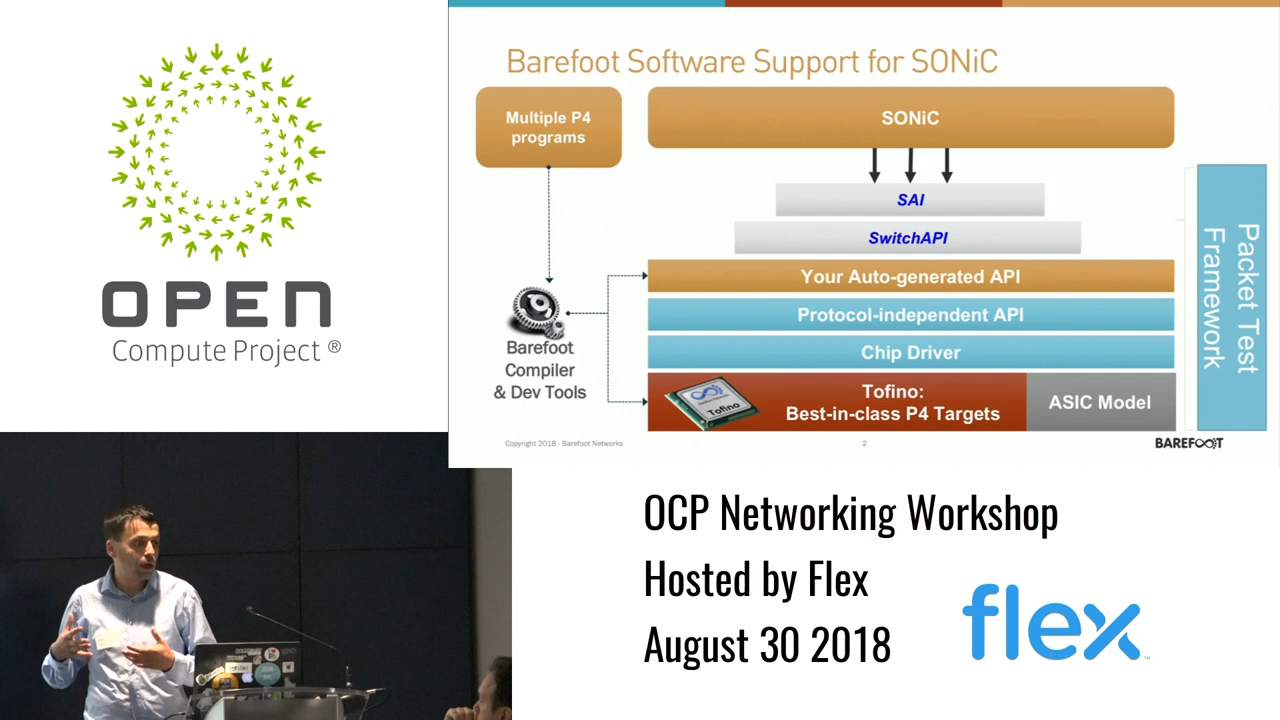 OPEN
Compute Project ®
Barefoot Software Support for SONiC
Multiple P4
programs
SONiC
SAI
SwitchAPI
Your Auto-generated API
Protocol-independent API
Chip Driver
Tofino:
Best-in-class P4 Targets
ASIC Model
Tofino
Barefoot
Compiler
& Dev Tools
Packet Test
Framework
Copyright 2018 - Barefoot Networks
2
BAREFOOT
OCP Networking Workshop
Hosted by Flex
August 30 2018
flex